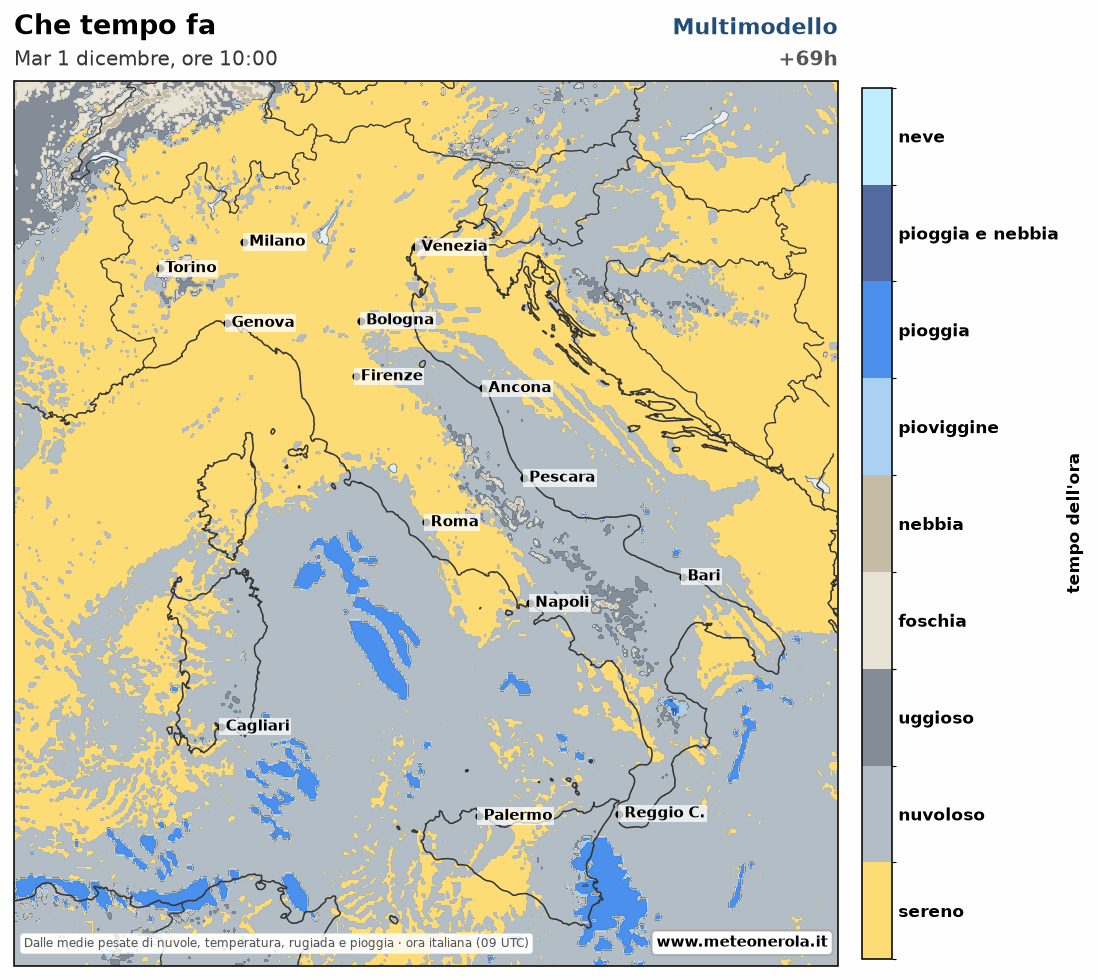 Che tempo fa
Multimodello
Mar 1 dicembre, ore 10:00
+69h
neve
pioggia e nebbia
pioggia
pioviggine
nebbia
foschia
uggioso
nuvoloso
sereno
tempo dell'ora
Milano
Venezia
Torino
Genova
Bologna
Firenze
Ancona
Pescara
Roma
Bari
Napoli
Cagliari
Palermo
Reggio C.
Dalle medie pesate di nuvole, temperatura, rugiada e pioggia · ora italiana (09 UTC)
www.meteonerola.it